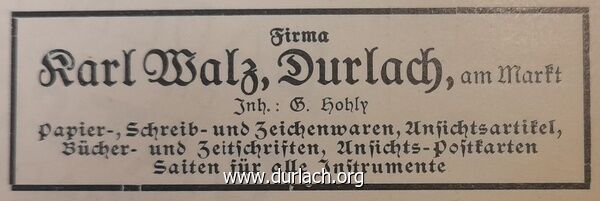 Firma
Karl Walz, Durlach, am Markt
Inh.: G. Hohly
Papier-, Schreib- und Zeichenwaren, Ansichtsartikel,
Bücher- und Zeitschriften, Ansichts-Postkarten
Saiten für alle Instrumente
www.durlach.org